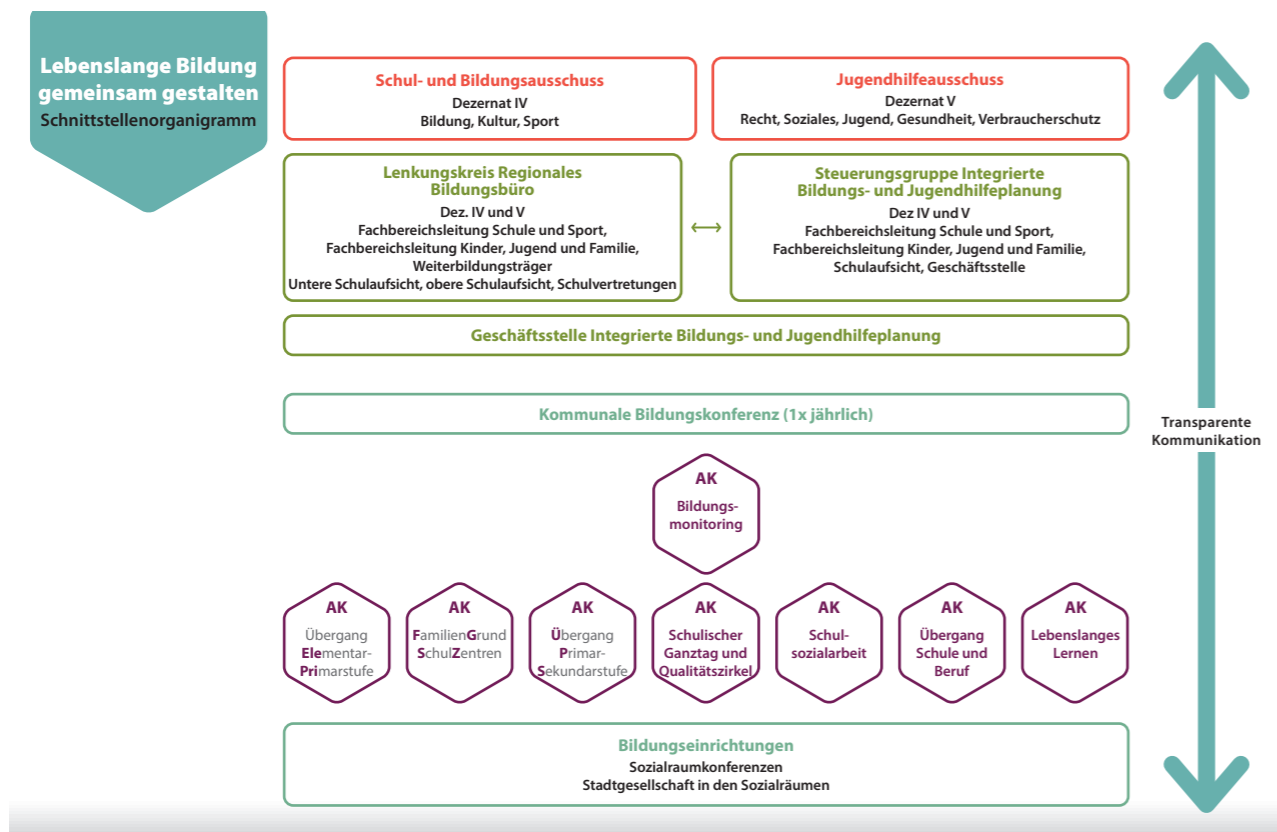 Lebenslange Bildung
gemeinsam gestalten
Schnittstellenorganigramm
Schul- und Bildungsausschuss
Dezernat IV
Bildung, Kultur, Sport
Jugendhilfeausschuss
Dezernat V
Recht, Soziales, Jugend, Gesundheit, Verbraucherschutz
Lenkungskreis Regionales
Bildungsbüro
Dez. IV und V
Fachbereichsleitung Schule und Sport,
Fachbereichsleitung Kinder, Jugend und Familie,
Weiterbildungsträger
Untere Schulaufsicht, obere Schulaufsicht, Schulvertretungen
Steuerungsgruppe Integrierte
Bildungs- und Jugendhilfeplanung
Dez IV und V
Fachbereichsleitung Schule und Sport,
Fachbereichsleitung Kinder, Jugend und Familie,
Schulaufsicht, Geschäftsstelle
Geschäftsstelle Integrierte Bildungs- und Jugendhilfeplanung
Kommunale Bildungskonferenz (1x jährlich)
Transparente
Kommunikation
AK
Bildungs-
monitoring
AK
Übergang
Elementar-
Primarstufe
AK
FamilienGrund
SchulZentren
AK
Übergang
Primar-
Sekundarstufe
AK
Schulischer
Ganztag und
Qualitätszirkel
AK
Schul-
sozialarbeit
AK
Übergang
Schule und
Beruf
AK
Lebenslanges
Lernen
Bildungseinrichtungen
Sozialraumkonferenzen
Stadtgesellschaft in den Sozialräumen